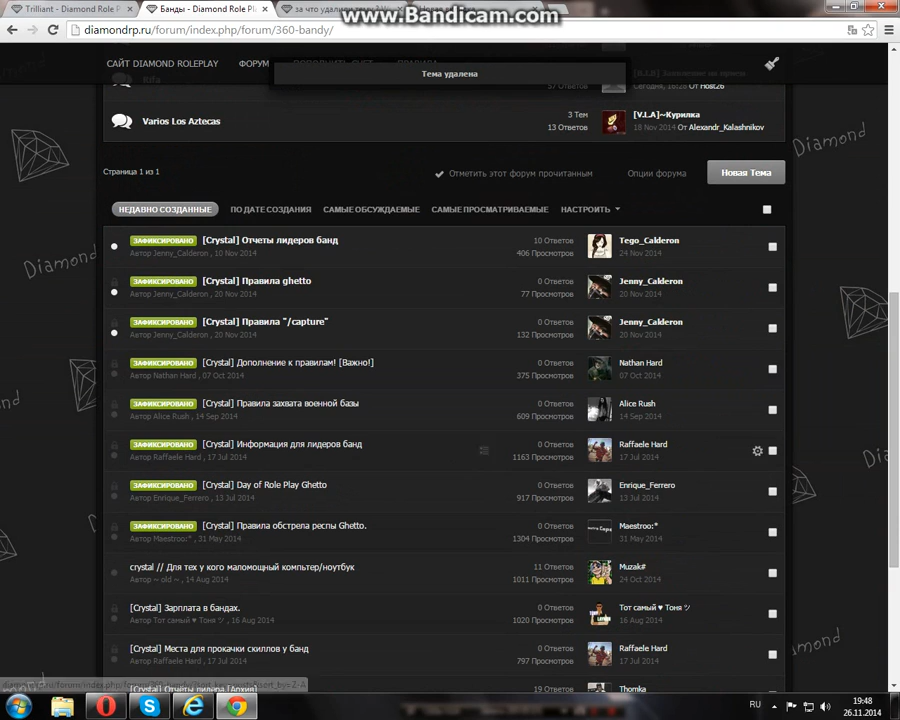 www.Bandicam.com
Trilliant - Diamond Role P
Банды - Diamond Role Pl
за что удалили тему?
diamondrp.ru/forum/index.php/forum/360-bandy/
САЙТ DIAMOND ROLEPLAY
ФОРУМ
Тема удалена
57 Ответов
Сегодня, 16:28 От Host26
Varios Los Aztecas
3 Тем
13 Ответов
[V.L.A]~Курилка
18 Nov 2014 От Alexandr_Kalashnikov
Страница 1 из 1
Отметить этот форум прочитанным
Опции форума
Новая Тема
НЕДАВНО СОЗДАННЫЕ
ПО ДАТЕ СОЗДАНИЯ
САМЫЕ ОБСУЖДАЕМЫЕ
САМЫЕ ПРОСМАТРИВАЕМЫЕ
НАСТРОИТЬ
ЗАФИКСИРОВАНО [Crystal] Отчеты лидеров банд
Автор Jenny_Calderon , 10 Nov 2014
10 Ответов
406 Просмотров
Tego_Calderon
24 Nov 2014
ЗАФИКСИРОВАНО [Crystal] Правила ghetto
Автор Jenny_Calderon , 20 Nov 2014
0 Ответов
77 Просмотров
Jenny_Calderon
20 Nov 2014
ЗАФИКСИРОВАНО [Crystal] Правила "/capture"
Автор Jenny_Calderon , 20 Nov 2014
0 Ответов
132 Просмотров
Jenny_Calderon
20 Nov 2014
ЗАФИКСИРОВАНО [Crystal] Дополнение к правилам! [Важно!]
Автор Nathan Hard , 07 Oct 2014
0 Ответов
375 Просмотров
Nathan Hard
07 Oct 2014
ЗАФИКСИРОВАНО [Crystal] Правила захвата военной базы
Автор Alice Rush , 14 Sep 2014
0 Ответов
609 Просмотров
Alice Rush
14 Sep 2014
ЗАФИКСИРОВАНО [Crystal] Информация для лидеров банд
Автор Raffaele Hard , 17 Jul 2014
0 Ответов
1163 Просмотров
Raffaele Hard
17 Jul 2014
ЗАФИКСИРОВАНО [Crystal] Day of Role Play Ghetto
Автор Enrique_Ferrero , 13 Jul 2014
0 Ответов
917 Просмотров
Enrique_Ferrero
13 Jul 2014
ЗАФИКСИРОВАНО [Crystal] Правила обстрела респы Ghetto.
Автор Maestroo:* , 31 May 2014
0 Ответов
1304 Просмотров
Maestroo:*
31 May 2014
crystal // Для тех у кого маломощный компьтер/ноутбук
Автор ~ old ~ , 14 Aug 2014
11 Ответов
1011 Просмотров
Muzak#
24 Oct 2014
[Crystal] Зарплата в бандах.
Автор Тот самый ♥ Тоня ツ , 16 Aug 2014
0 Ответов
1020 Просмотров
Тот самый ♥ Тоня ツ
16 Aug 2014
[Crystal] Места для прокачки скиллов у банд
Автор Raffaele Hard , 17 Jul 2014
0 Ответов
797 Просмотров
Raffaele Hard
17 Jul 2014
[Crystal] Отчёты лидера [Архив]
19 Ответов
Thomka
Diamond
Diamond
Diamond
RU
19:48
26.11.2014